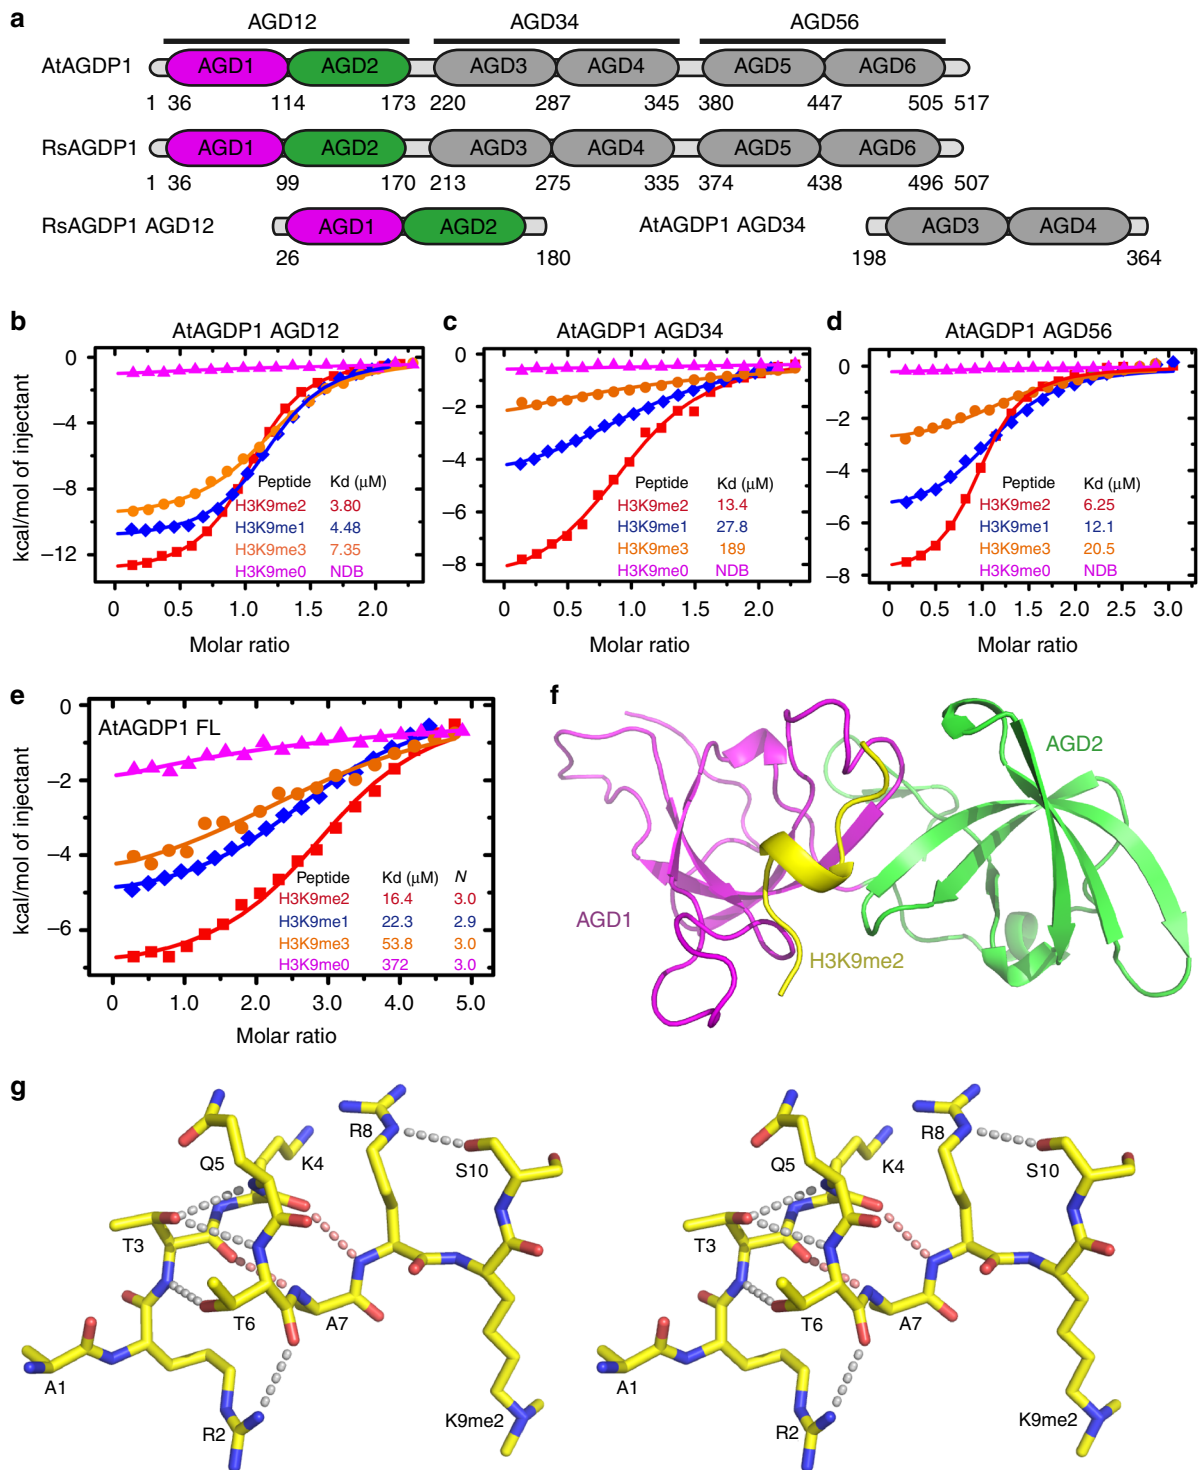 a
AGD12 AGD34 AGD56
AtAGDP1 AGD1 AGD2 AGD3 AGD4 AGD5 AGD6
1 36 114 173 220 287 345 380 447 505 517
RsAGDP1 AGD1 AGD2 AGD3 AGD4 AGD5 AGD6
1 36 99 170 213 275 335 374 438 496 507
RsAGDP1 AGD12 AGD1 AGD2 AtAGDP1 AGD34 AGD3 AGD4
26 180 198 364
b
AtAGDP1 AGD12
kcal/mol of injectant
0
−4
−8
−12
Peptide Kd (μM)
H3K9me2 3.80
H3K9me1 4.48
H3K9me3 7.35
H3K9me0 NDB
0 0.5 1.0 1.5 2.0
Molar ratio
c
AtAGDP1 AGD34
0
−2
−4
−6
−8
Peptide Kd (μM)
H3K9me2 13.4
H3K9me1 27.8
H3K9me3 189
H3K9me0 NDB
0 0.5 1.0 1.5 2.0
Molar ratio
d
AtAGDP1 AGD56
0
−2
−4
−6
−8
Peptide Kd (μM)
H3K9me2 6.25
H3K9me1 12.1
H3K9me3 20.5
H3K9me0 NDB
0 0.5 1.0 1.5 2.0 2.5 3.0
Molar ratio
e
AtAGDP1 FL
kcal/mol of injectant
0
−2
−4
−6
Peptide Kd (μM) N
H3K9me2 16.4 3.0
H3K9me1 22.3 2.9
H3K9me3 53.8 3.0
H3K9me0 372 3.0
0 1.0 2.0 3.0 4.0 5.0
Molar ratio
f
AGD2
AGD1
H3K9me2
g
R8
Q5 K4
S10
T3
T6 A7
A1
R2
K9me2
R8
Q5 K4
S10
T3
T6 A7
A1
R2
K9me2